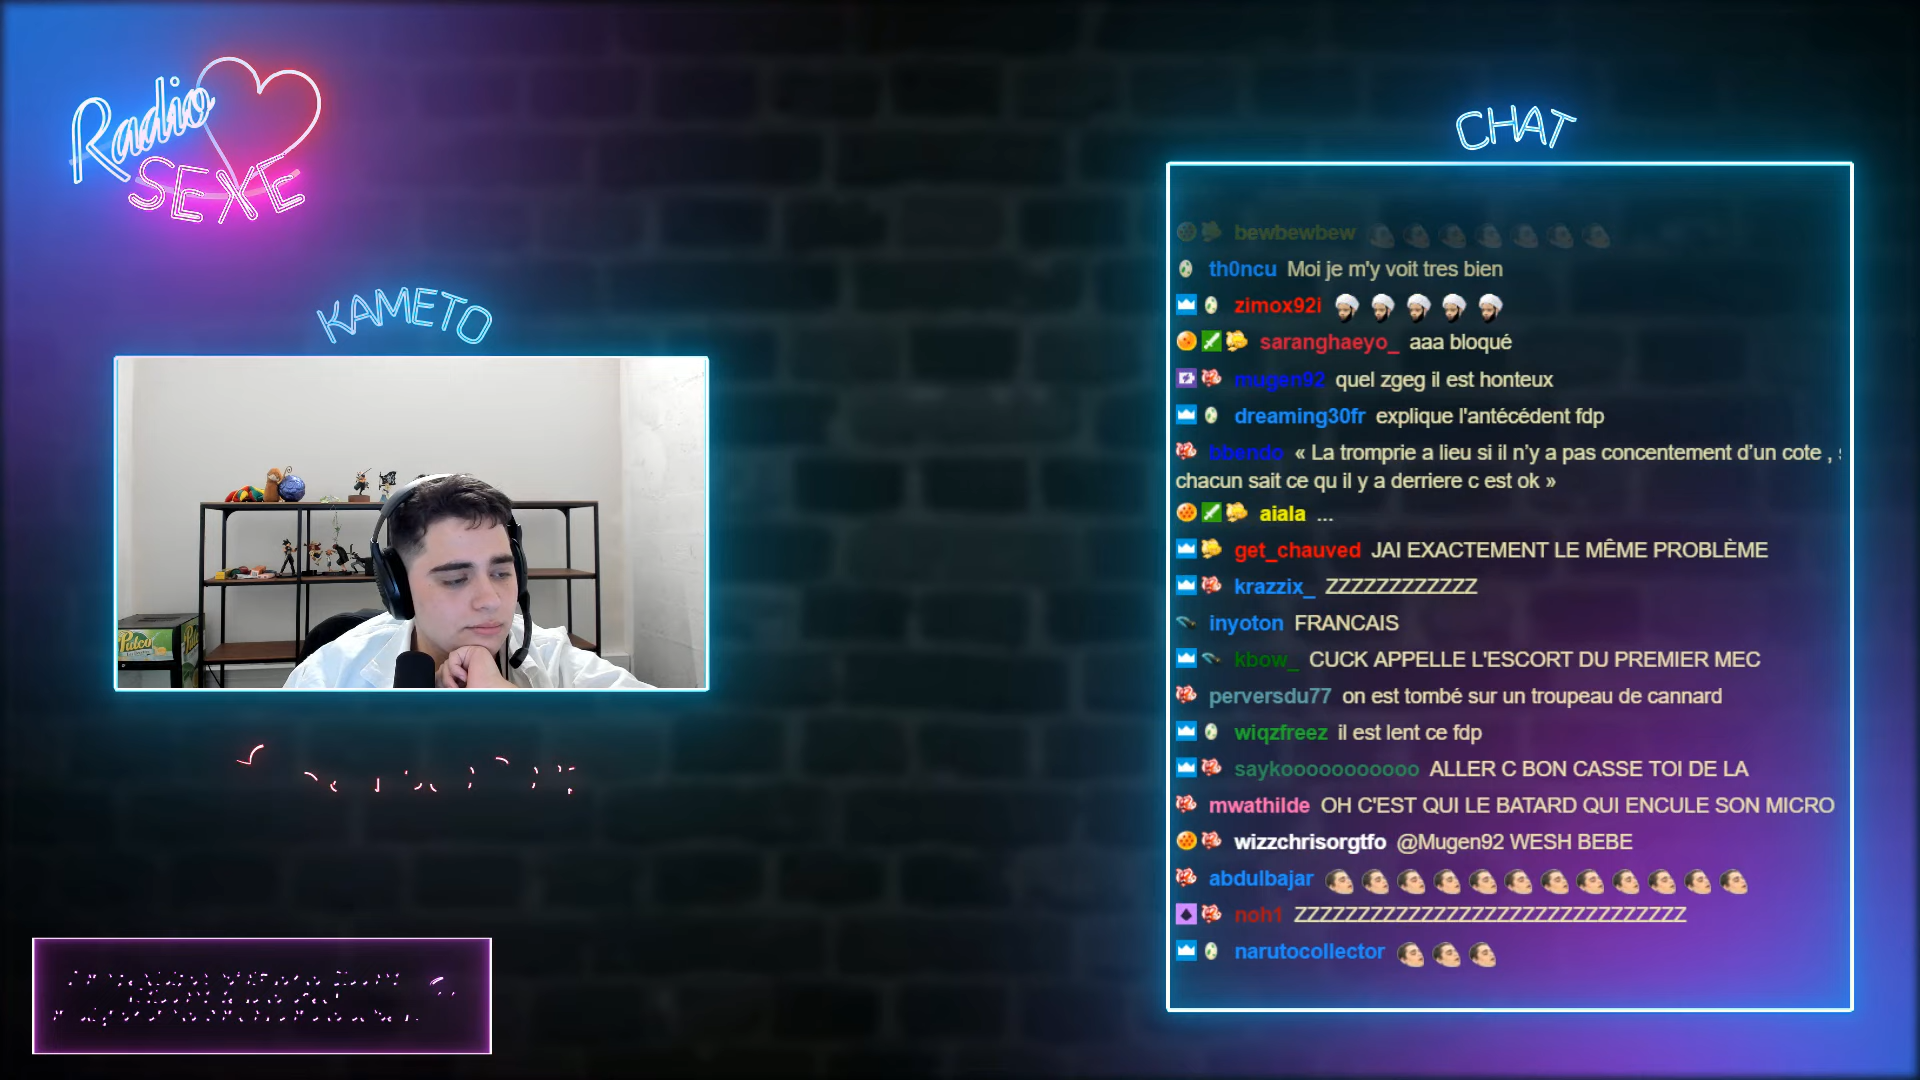 Radio
SEXE
KAMETO
Pulco
CHAT
bewbewbew
th0ncu Moi je m'y voit tres bien
zimox92i
saranghaeyo_ aaa bloqué
mugen92 quel zgeg il est honteux
dreaming30fr explique l'antécédent fdp
bbendo « La tromprie a lieu si il n'y a pas concentement d'un cote ,
chacun sait ce qu il y a derriere c est ok »
aiala ...
get_chauved JAI EXACTEMENT LE MÊME PROBLÈME
krazzix_ ZZZZZZZZZZZZ
inyoton FRANCAIS
kbow_ CUCK APPELLE L'ESCORT DU PREMIER MEC
perversdu77 on est tombé sur un troupeau de cannard
wiqzfreez il est lent ce fdp
saykooooooooooo ALLER C BON CASSE TOI DE LA
mwathilde OH C'EST QUI LE BATARD QUI ENCULE SON MICRO
wizzchrisorgtfo @Mugen92 WESH BEBE
abdulbajar
noh1 ZZZZZZZZZZZZZZZZZZZZZZZZZZZZZZZ
narutocollector